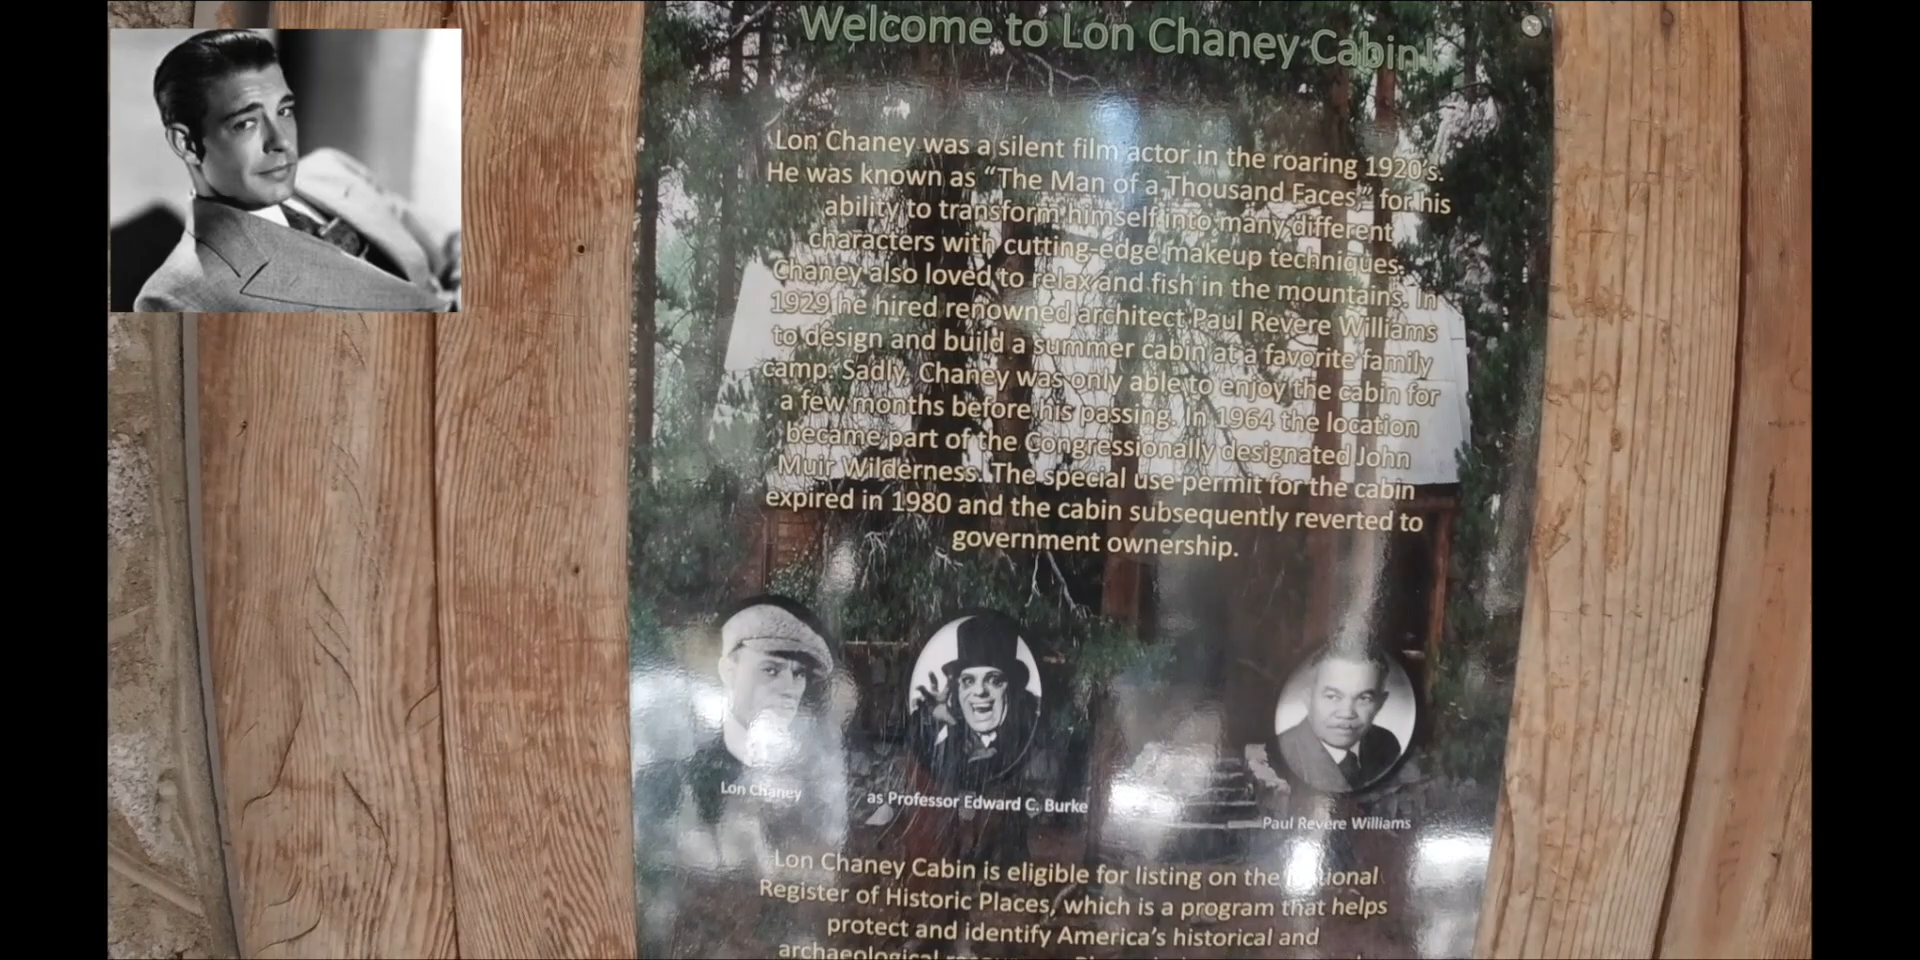 Welcome to Lon Chaney Cabin!
Lon Chaney was a silent film actor in the roaring 1920's.
He was known as “The Man of a Thousand Faces,” for his
ability to transform himself into many different
characters with cutting-edge makeup techniques.
Chaney also loved to relax and fish in the mountains. In
1929 he hired renowned architect Paul Revere Williams
to design and build a summer cabin at a favorite family
camp. Sadly, Chaney was only able to enjoy the cabin for
a few months before his passing. In 1964 the location
became part of the Congressionally designated John
Muir Wilderness. The special use permit for the cabin
expired in 1980 and the cabin subsequently reverted to
government ownership.
Lon Chaney
as Professor Edward C. Burke
Paul Revere Williams
Lon Chaney Cabin is eligible for listing on the National
Register of Historic Places, which is a program that helps
protect and identify America's historical and
archaeological